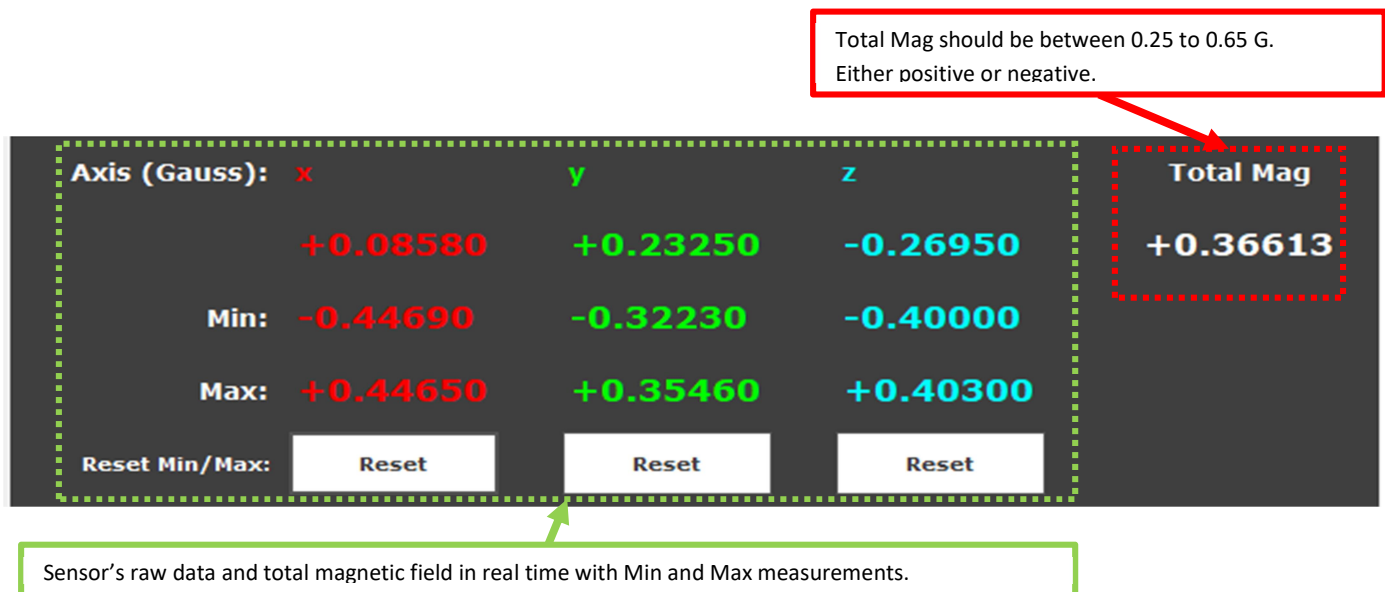 Total Mag should be between 0.25 to 0.65 G.
Either positive or negative.
Axis (Gauss): x y z Total Mag
+0.08580 +0.23250 -0.26950 +0.36613
Min: -0.44690 -0.32230 -0.40000
Max: +0.44650 +0.35460 +0.40300
Reset Min/Max: Reset Reset Reset
Sensor’s raw data and total magnetic field in real time with Min and Max measurements.